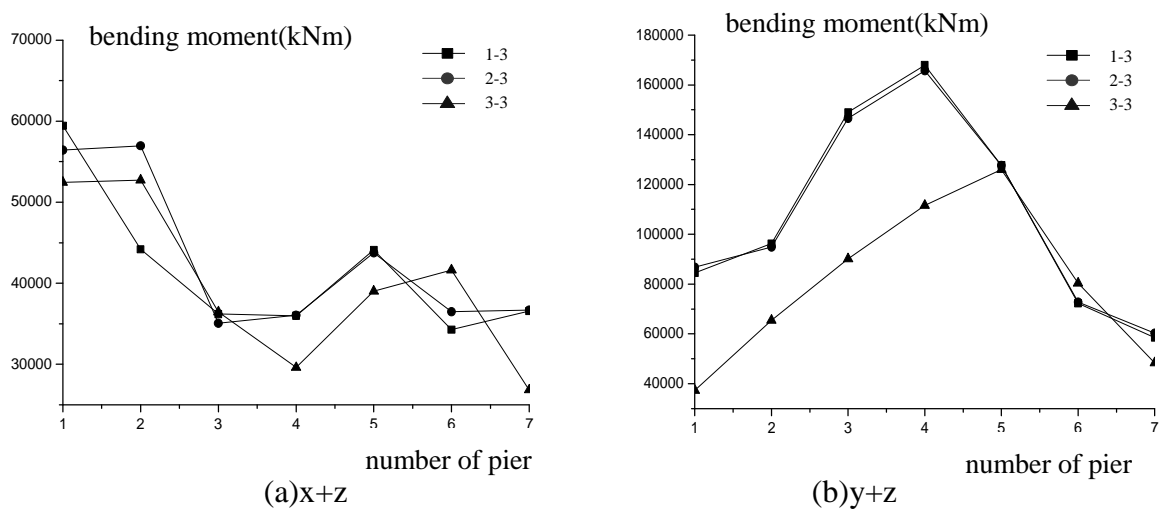 bending moment(kNm)
70000
60000
50000
40000
30000
1-3
2-3
3-3
1 2 3 4 5 6 7
number of pier
(a)x+z
bending moment(kNm)
180000
160000
140000
120000
100000
80000
60000
40000
1-3
2-3
3-3
1 2 3 4 5 6 7
number of pier
(b)y+z